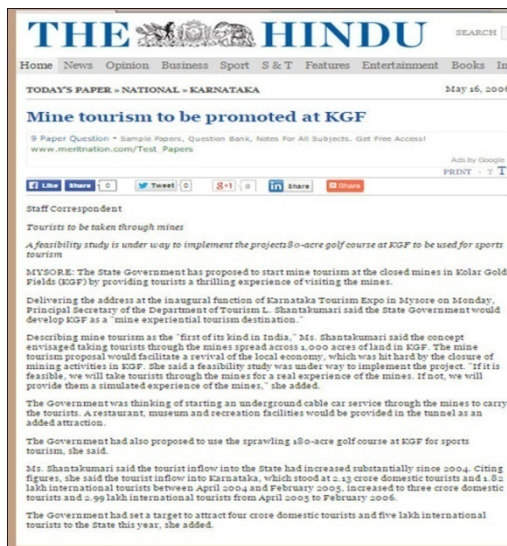 THE HINDU
SEARCH
Home News Opinion Business Sport S & T Features Entertainment Books In
TODAY'S PAPER » NATIONAL » KARNATAKA
May 16, 2006
Mine tourism to be promoted at KGF
9 Paper Question - Sample Papers, Question Bank, Notes For All Subjects. Get Free Access!
www.meritnation.com/Test_Papers
Ads by Google
PRINT · T T
Like Share 0 Tweet 0 g+1 0 in Share Share
Staff Correspondent
Tourists to be taken through mines
A feasibility study is under way to implement the project180-acre golf course at KGF to be used for sports
tourism
MYSORE: The State Government has proposed to start mine tourism at the closed mines in Kolar Gold
Fields (KGF) by providing tourists a thrilling experience of visiting the mines.
Delivering the address at the inaugural function of Karnataka Tourism Expo in Mysore on Monday,
Principal Secretary of the Department of Tourism L. Shantakumari said the State Government would
develop KGF as a "mine experiential tourism destination."
Describing mine tourism as the "first of its kind in India," Ms. Shantakumari said the concept
envisaged taking tourists through the mines spread across 1,000 acres of land in KGF. The mine
tourism proposal would facilitate a revival of the local economy, which was hit hard by the closure of
mining activities in KGF. She said a feasibility study was under way to implement the project. "If it is
feasible, we will take tourists through the mines for a real experience of the mines. If not, we will
provide them a simulated experience of the mines," she added.
The Government was thinking of starting an underground cable car service through the mines to carry
the tourists. A restaurant, museum and recreation facilities would be provided in the tunnel as an
added attraction.
The Government had also proposed to use the sprawling 180-acre golf course at KGF for sports
tourism, she said.
Ms. Shantakumari said the tourist inflow into the State had increased substantially since 2004. Citing
figures, she said the tourist inflow into Karnataka, which stood at 2.13 crore domestic tourists and 1.82
lakh international tourists between April 2004 and February 2005, increased to three crore domestic
tourists and 2.99 lakh international tourists from April 2005 to February 2006.
The Government had set a target to attract four crore domestic tourists and five lakh international
tourists to the State this year, she added.